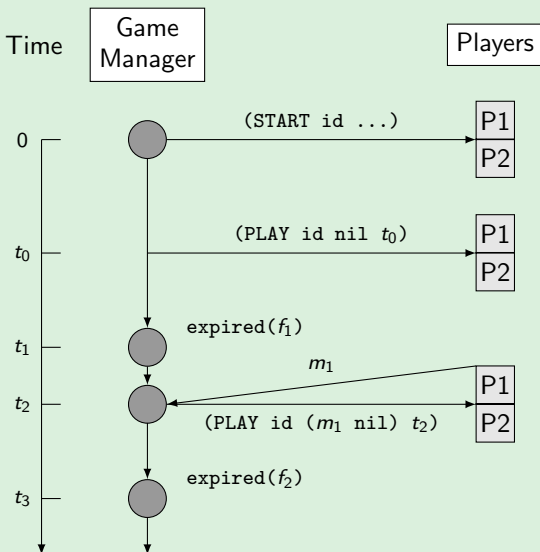 Time
Game
Manager
Players
0
(START id ...)
P1
P2
t₀
(PLAY id nil t₀)
P1
P2
t₁
expired(f₁)
m₁
t₂
(PLAY id (m₁ nil) t₂)
P1
P2
expired(f₂)
t₃